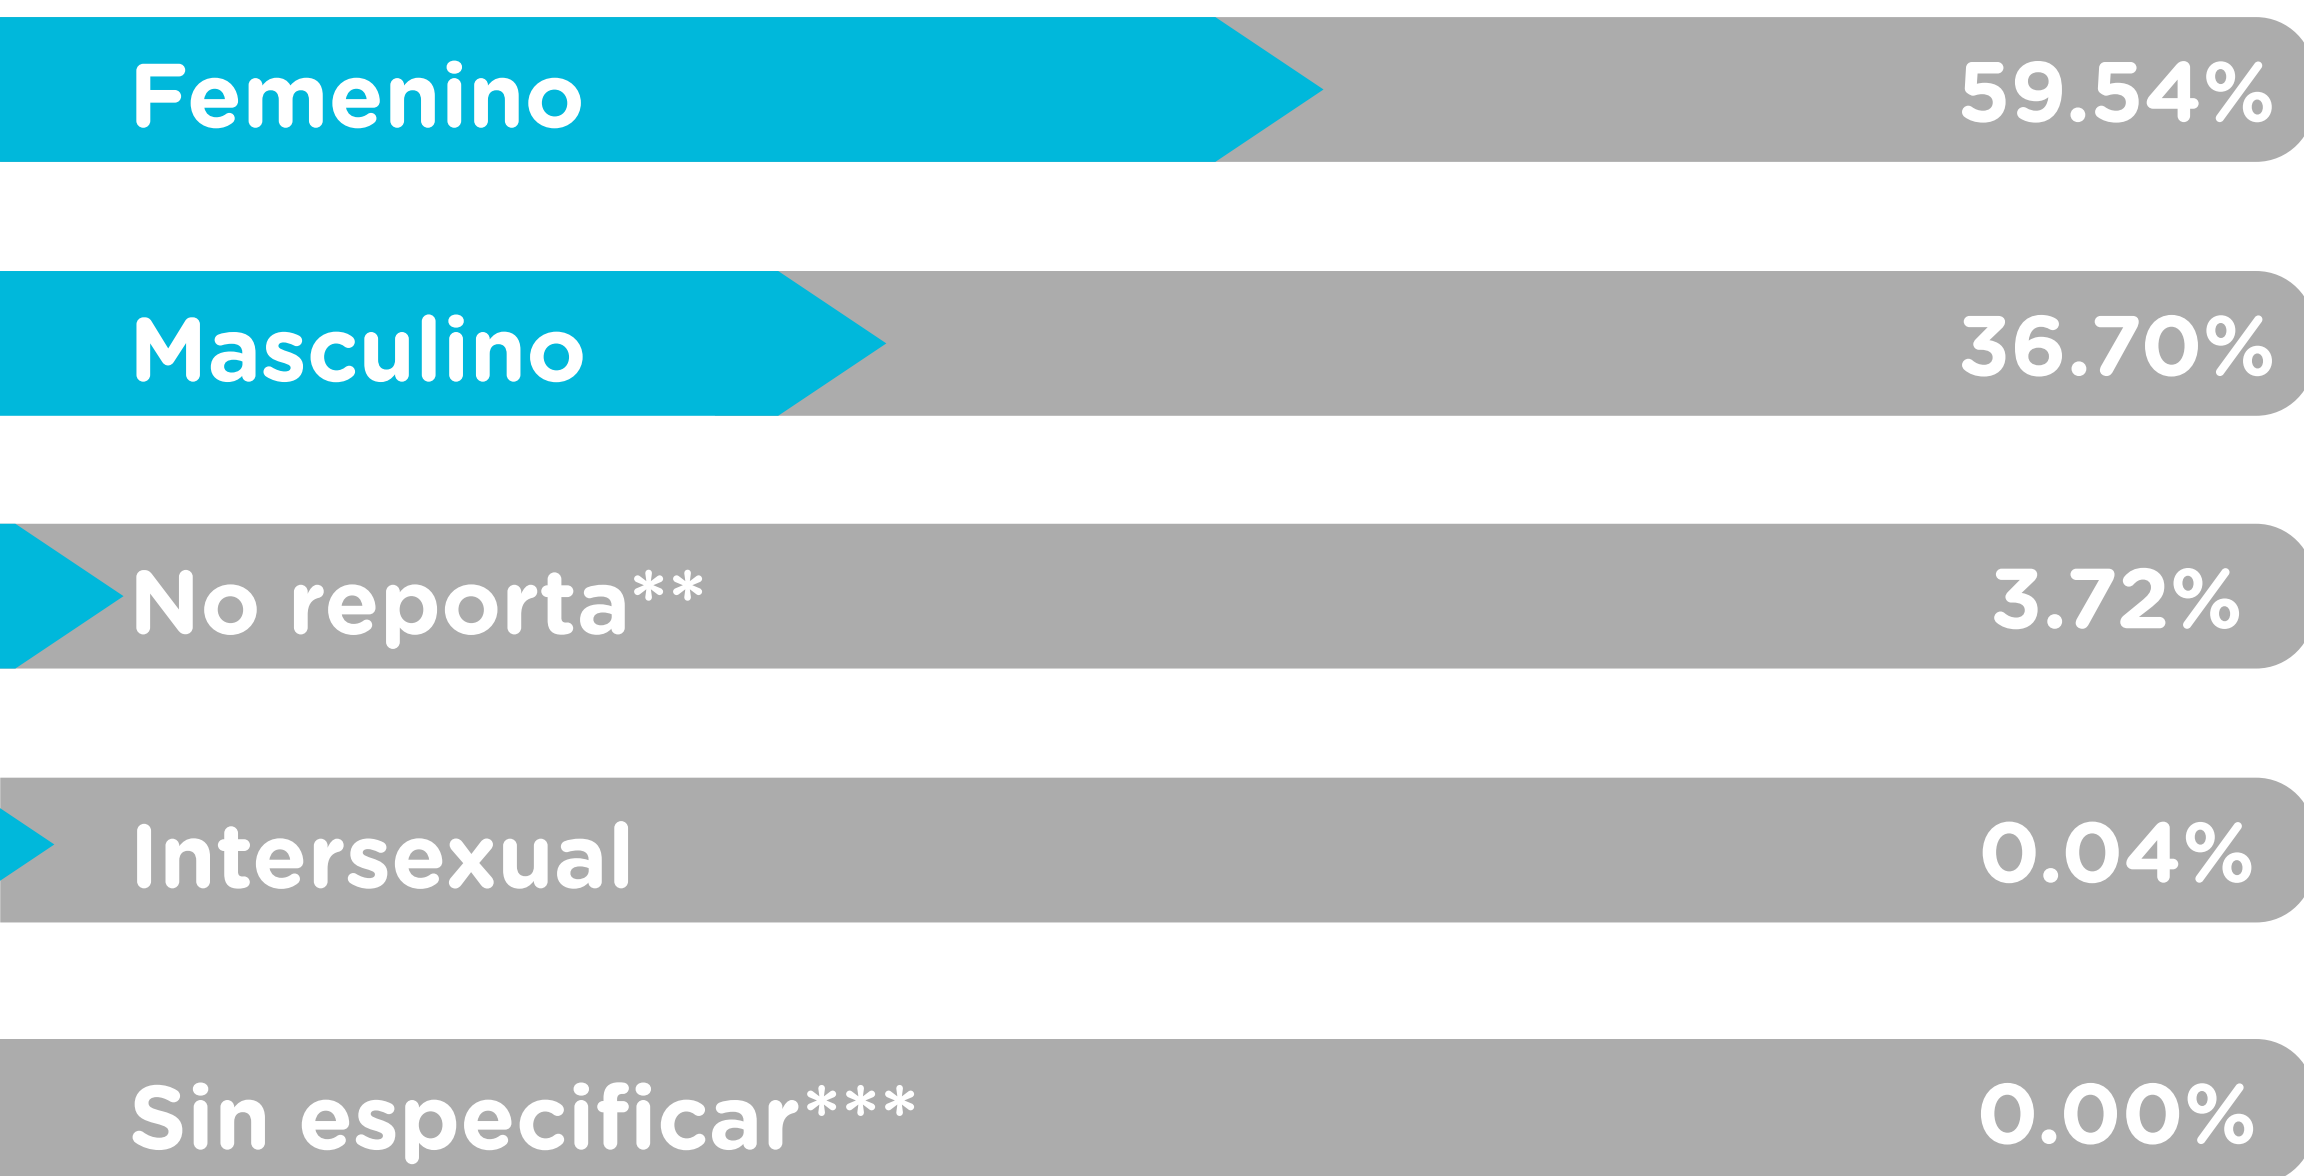 Femenino 59.54%
Masculino 36.70%
No reporta** 3.72%
Intersexual 0.04%
Sin especificar*** 0.00%